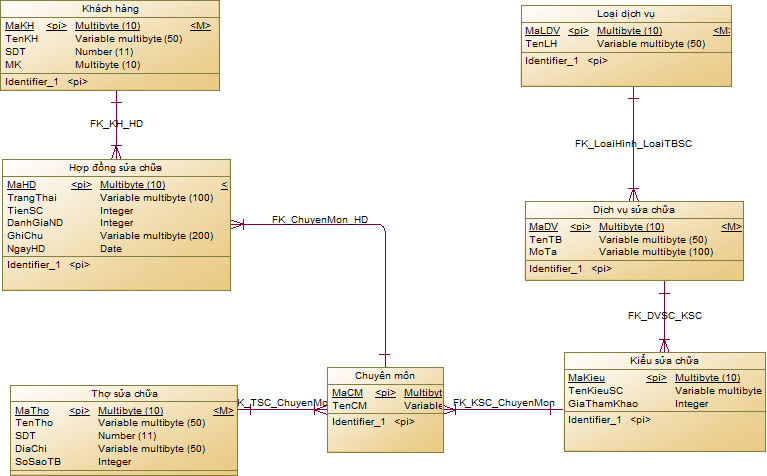 Khách hàng
MaKH <pi> Multibyte (10) <M>
TenKH Variable multibyte (50)
SDT Number (11)
MK Multibyte (10)
Identifier_1 <pi>
Loại dịch vụ
MaLDV <pi> Multibyte (10) <M>
TenLH Variable multibyte (50)
Identifier_1 <pi>
FK_KH_HD
FK_LoaiHinh_LoaiTBSC
Hợp đồng sửa chữa
MaHD <pi> Multibyte (10) <
TrangThai Variable multibyte (100)
TienSC Integer
DanhGiaND Integer
GhiChu Variable multibyte (200)
NgayHD Date
Identifier_1 <pi>
FK_ChuyenMon_HD
Dịch vụ sửa chữa
MaDV <pi> Multibyte (10) <M>
TenTB Variable multibyte (50)
MoTa Variable multibyte (100)
Identifier_1 <pi>
FK_DVSC_KSC
Kiểu sửa chữa
MaKieu <pi> Multibyte (10)
TenKieuSC Variable multibyte
GiaThamKhao Integer
Identifier_1 <pi>
Chuyên môn
MaCM <pi> Multibyt
TenCM Variable
Identifier_1 <pi>
FK_KSC_ChuyenMon
K_TSC_ChuyenMo
Thợ sửa chữa
MaTho <pi> Multibyte (10) <M>
TenTho Variable multibyte (50)
SDT Number (11)
DiaChi Variable multibyte (50)
SoSaoTB Integer